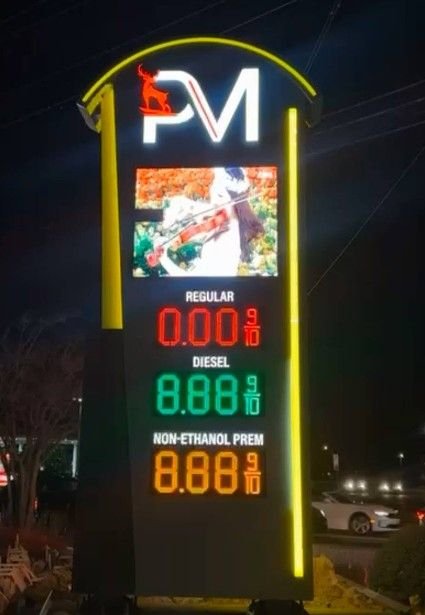 PM
REGULAR
0.00 9/10
DIESEL
8.88 9/10
NON-ETHANOL PREM
8.88 9/10